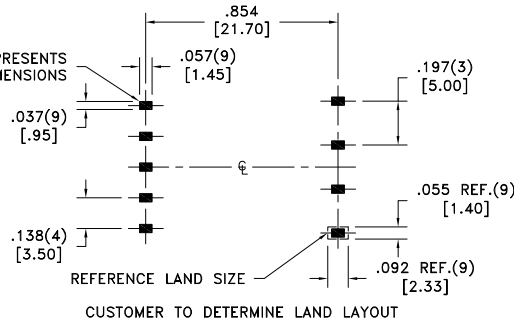 .854
[21.70]
PRESENTS
MENSIONS
.057(9)
[1.45]
.197(3)
[5.00]
.037(9)
[.95]
℄
.055 REF.(9)
[1.40]
.138(4)
[3.50]
REFERENCE LAND SIZE
.092 REF.(9)
[2.33]
CUSTOMER TO DETERMINE LAND LAYOUT